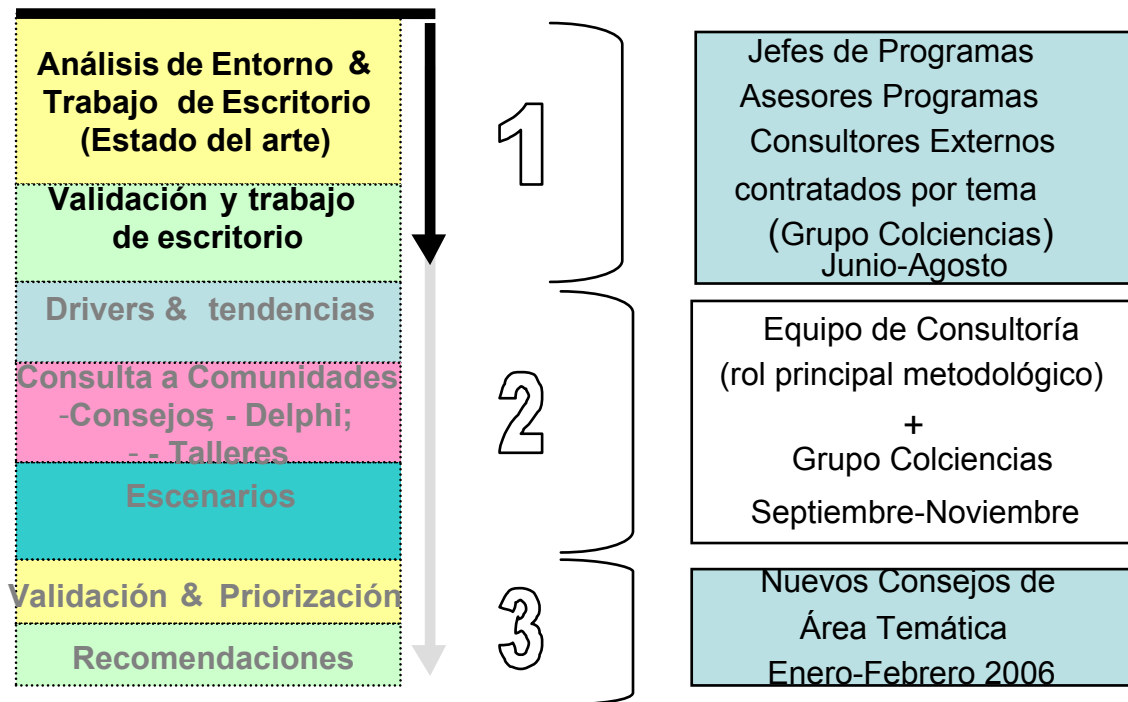 Análisis de Entorno &
Trabajo de Escritorio
(Estado del arte)
Validación y trabajo
de escritorio
Drivers & tendencias
Consulta a Comunidades
-Consejos; - Delphi;
- - Talleres
Escenarios
Validación & Priorización
Recomendaciones
1
2
3
Jefes de Programas
Asesores Programas
Consultores Externos
contratados por tema
(Grupo Colciencias)
Junio-Agosto
Equipo de Consultoría
(rol principal metodológico)
+
Grupo Colciencias
Septiembre-Noviembre
Nuevos Consejos de
Área Temática
Enero-Febrero 2006